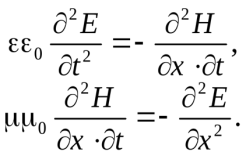 εε₀ ∂²E/∂t² = - ∂²H/∂x·∂t,
μμ₀ ∂²H/∂x·∂t = - ∂²E/∂x².